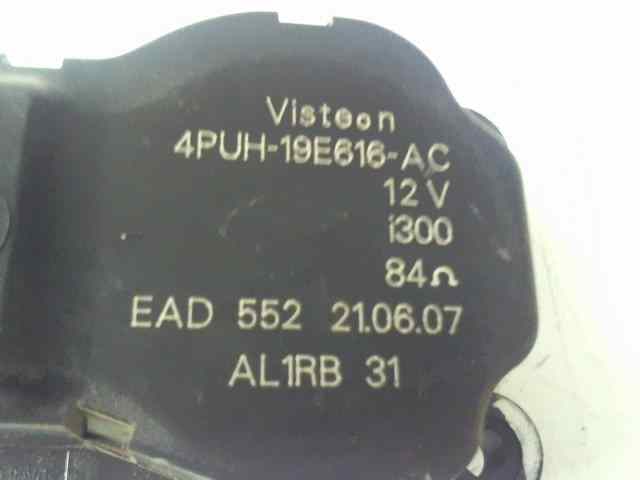 Visteon
4PUH-19E616-AC
12 V
i300
84Ω
EAD 552 21.06.07
AL1RB 31